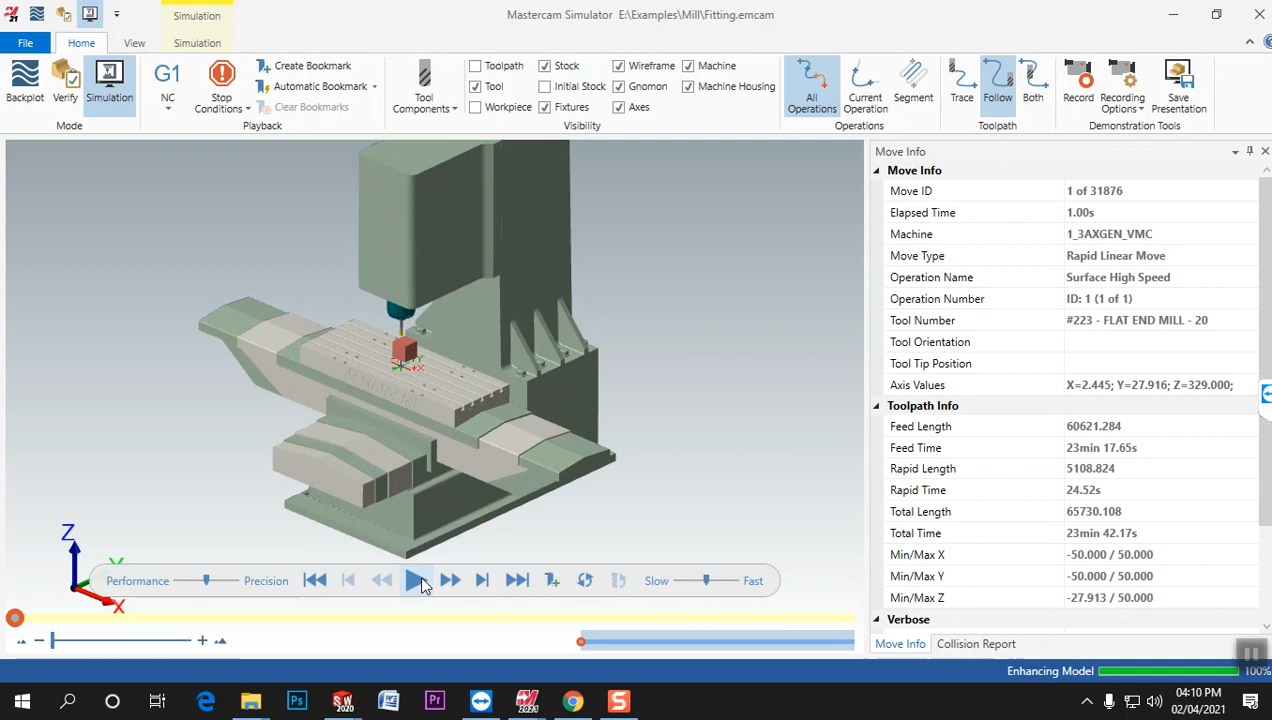 Simulation
Mastercam Simulator  E:\Examples\Mill\Fitting.emcam
File
Home
View
Simulation
Backplot
Verify
Simulation
Mode
G1
NC
Stop
Conditions
Create Bookmark
Automatic Bookmark
Clear Bookmarks
Playback
Tool
Components
Toolpath
Stock
Wireframe
Machine
Tool
Initial Stock
Gnomon
Machine Housing
Workpiece
Fixtures
Axes
Visibility
All
Operations
Current
Operation
Segment
Operations
Trace
Follow
Both
Toolpath
Record
Recording
Options
Save
Presentation
Demonstration Tools
Move Info
Move Info
Move ID 1 of 31876
Elapsed Time 1.00s
Machine 1_3AXGEN_VMC
Move Type Rapid Linear Move
Operation Name Surface High Speed
Operation Number ID: 1 (1 of 1)
Tool Number #223 - FLAT END MILL - 20
Tool Orientation
Tool Tip Position
Axis Values X=2.445; Y=27.916; Z=329.000;
Toolpath Info
Feed Length 60621.284
Feed Time 23min 17.65s
Rapid Length 5108.824
Rapid Time 24.52s
Total Length 65730.108
Total Time 23min 42.17s
Min/Max X -50.000 / 50.000
Min/Max Y -50.000 / 50.000
Min/Max Z -27.913 / 50.000
Verbose
Move Info
Collision Report
+Y
+X
Z
Y
X
Performance
Precision
Slow
Fast
Enhancing Model
100%
Ps
SW
2020
W
Pr
2021
S
04:10 PM
02/04/2021